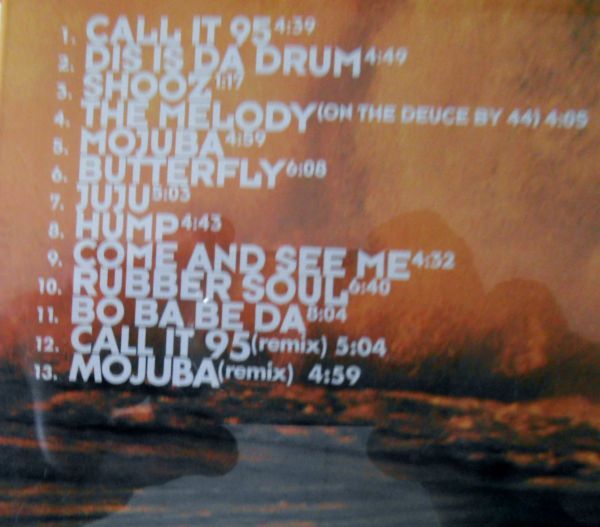 1. CALL IT 95 4:39
2. DIS IS DA DRUM 4:49
3. SHOOZ 1:17
4. THE MELODY (ON THE DEUCE BY 44) 4:05
5. MOJUBA 4:59
6. BUTTERFLY 6:08
7. JUJU 5:03
8. HUMP 4:43
9. COME AND SEE ME 4:32
10. RUBBER SOUL 6:40
11. BO BA BE DA 8:04
12. CALL IT 95 (remix) 5:04
13. MOJUBA (remix) 4:59